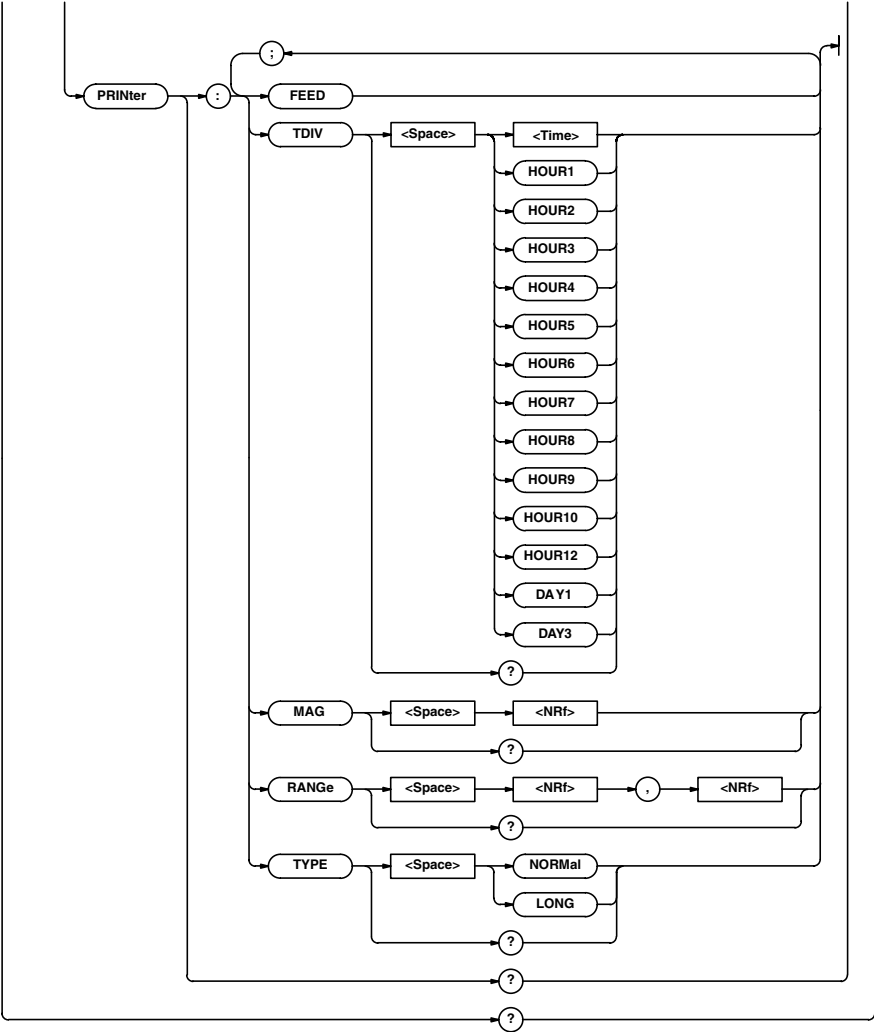 ;
PRINter : FEED
TDIV <Space> <Time>
HOUR1
HOUR2
HOUR3
HOUR4
HOUR5
HOUR6
HOUR7
HOUR8
HOUR9
HOUR10
HOUR12
DAY1
DAY3
?
MAG <Space> <NRf>
?
RANGe <Space> <NRf> , <NRf>
?
TYPE <Space> NORMal
LONG
?
?
?